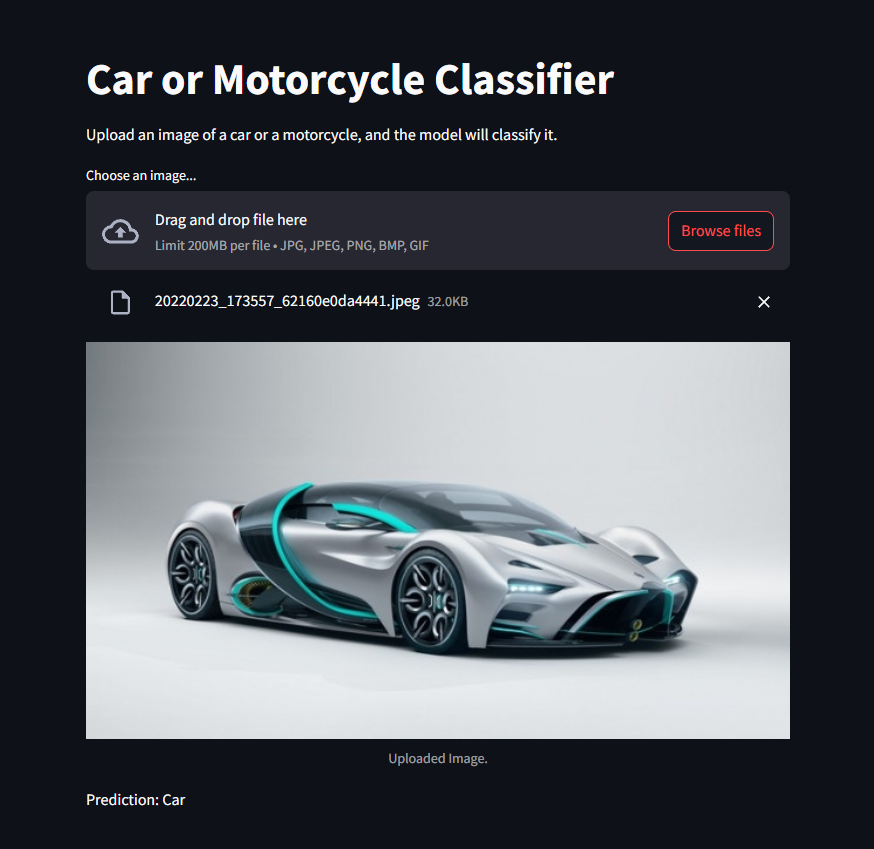 Car or Motorcycle Classifier
Upload an image of a car or a motorcycle, and the model will classify it.
Choose an image...
Drag and drop file here
Limit 200MB per file • JPG, JPEG, PNG, BMP, GIF
Browse files
20220223_173557_62160e0da4441.jpeg 32.0KB
Uploaded Image.
Prediction: Car